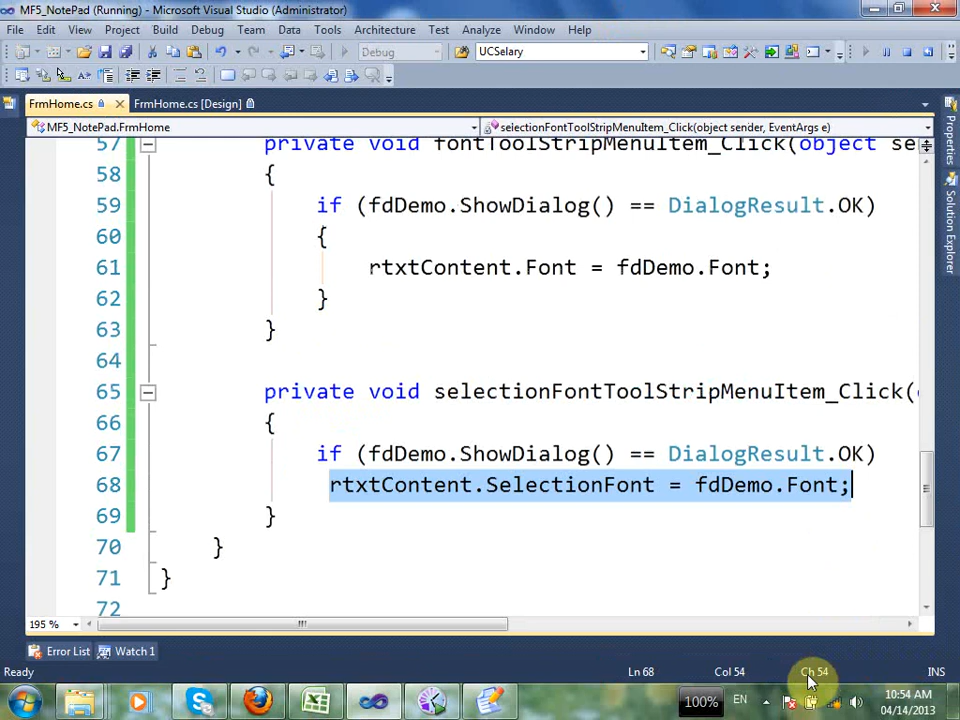 MF5_NotePad (Running) - Microsoft Visual Studio (Administrator)
File Edit View Project Build Debug Team Data Tools Architecture Test Analyze Window Help
Debug UCSelary
FrmHome.cs FrmHome.cs [Design]
MF5_NotePad.FrmHome selectionFontToolStripMenuItem_Click(object sender, EventArgs e)
57 private void fontToolStripMenuItem_Click(object se
58 {
59 if (fdDemo.ShowDialog() == DialogResult.OK)
60 {
61 rtxtContent.Font = fdDemo.Font;
62 }
63 }
64
65 private void selectionFontToolStripMenuItem_Click(
66 {
67 if (fdDemo.ShowDialog() == DialogResult.OK)
68 rtxtContent.SelectionFont = fdDemo.Font;
69 }
70 }
71 }
72
Properties
Solution Explorer
195 %
Error List Watch 1
Ready Ln 68 Col 54 Ch 54 INS
100% EN 10:54 AM
04/14/2013